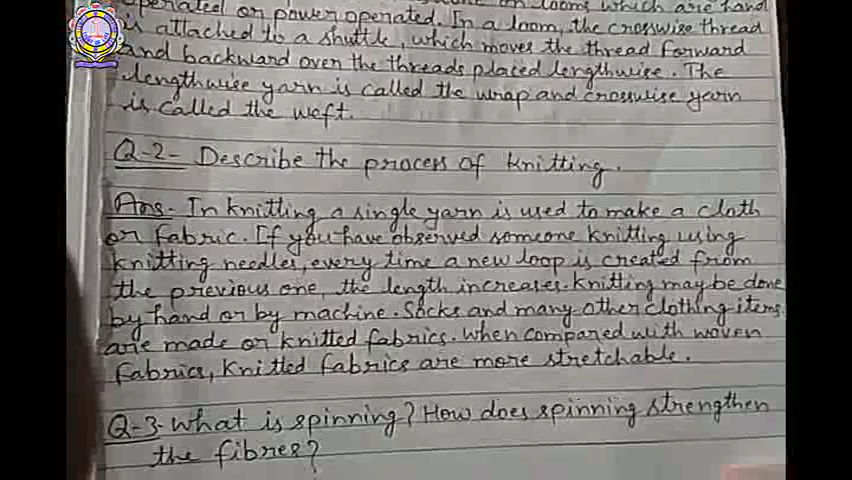 on looms which are hand
operated or power operated. In a loom, the crosswise thread
is attached to a shuttle, which moves the thread forward
and backward over the threads placed lengthwise. The
lengthwise yarn is called the wrap and crosswise yarn
is called the weft.
Q-2- Describe the process of knitting.
Ans- In knitting a single yarn is used to make a cloth
or fabric. If you have observed someone knitting using
knitting needles, every time a new loop is created from
the previous one, the length increases. Knitting may be done
by hand or by machine. Socks and many other clothing items
are made or knitted fabrics. When compared with woven
fabrics, knitted fabrics are more stretchable.
Q-3- What is spinning? How does spinning strengthen
the fibres?